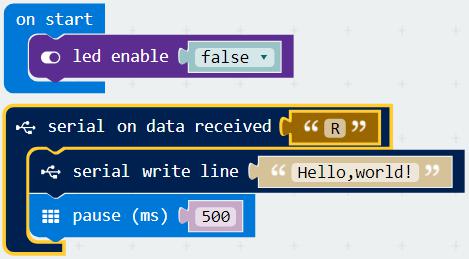 on start
led enable false
serial on data received “ R ”
serial write line “ Hello,world! ”
pause (ms) 500